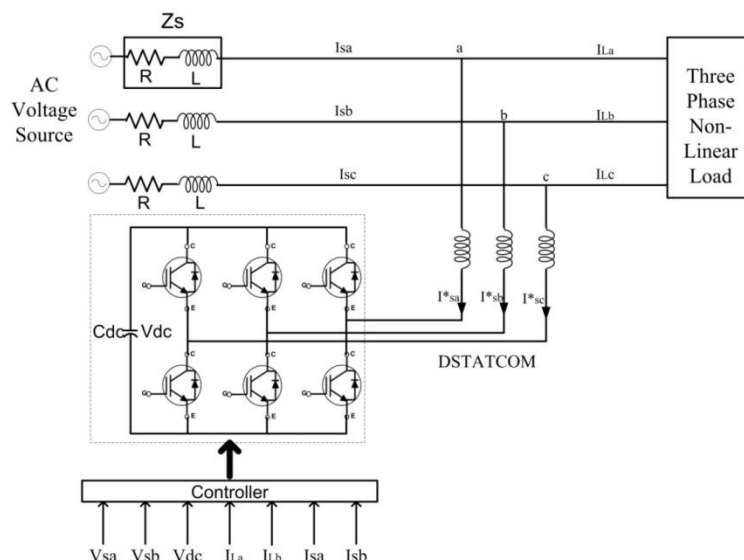 Zs
Isa
a
ILa
R
L
AC
Voltage
Source
Three
Phase
Non-
Linear
Load
Isb
b
ILb
R
L
Isc
c
ILc
R
L
C
C
C
G
G
G
E
E
E
I*sa
I*sb
I*sc
Cdc
Vdc
DSTATCOM
C
C
C
G
G
G
E
E
E
Controller
Vsa
Vsb
Vdc
ILa
ILb
Isa
Isb